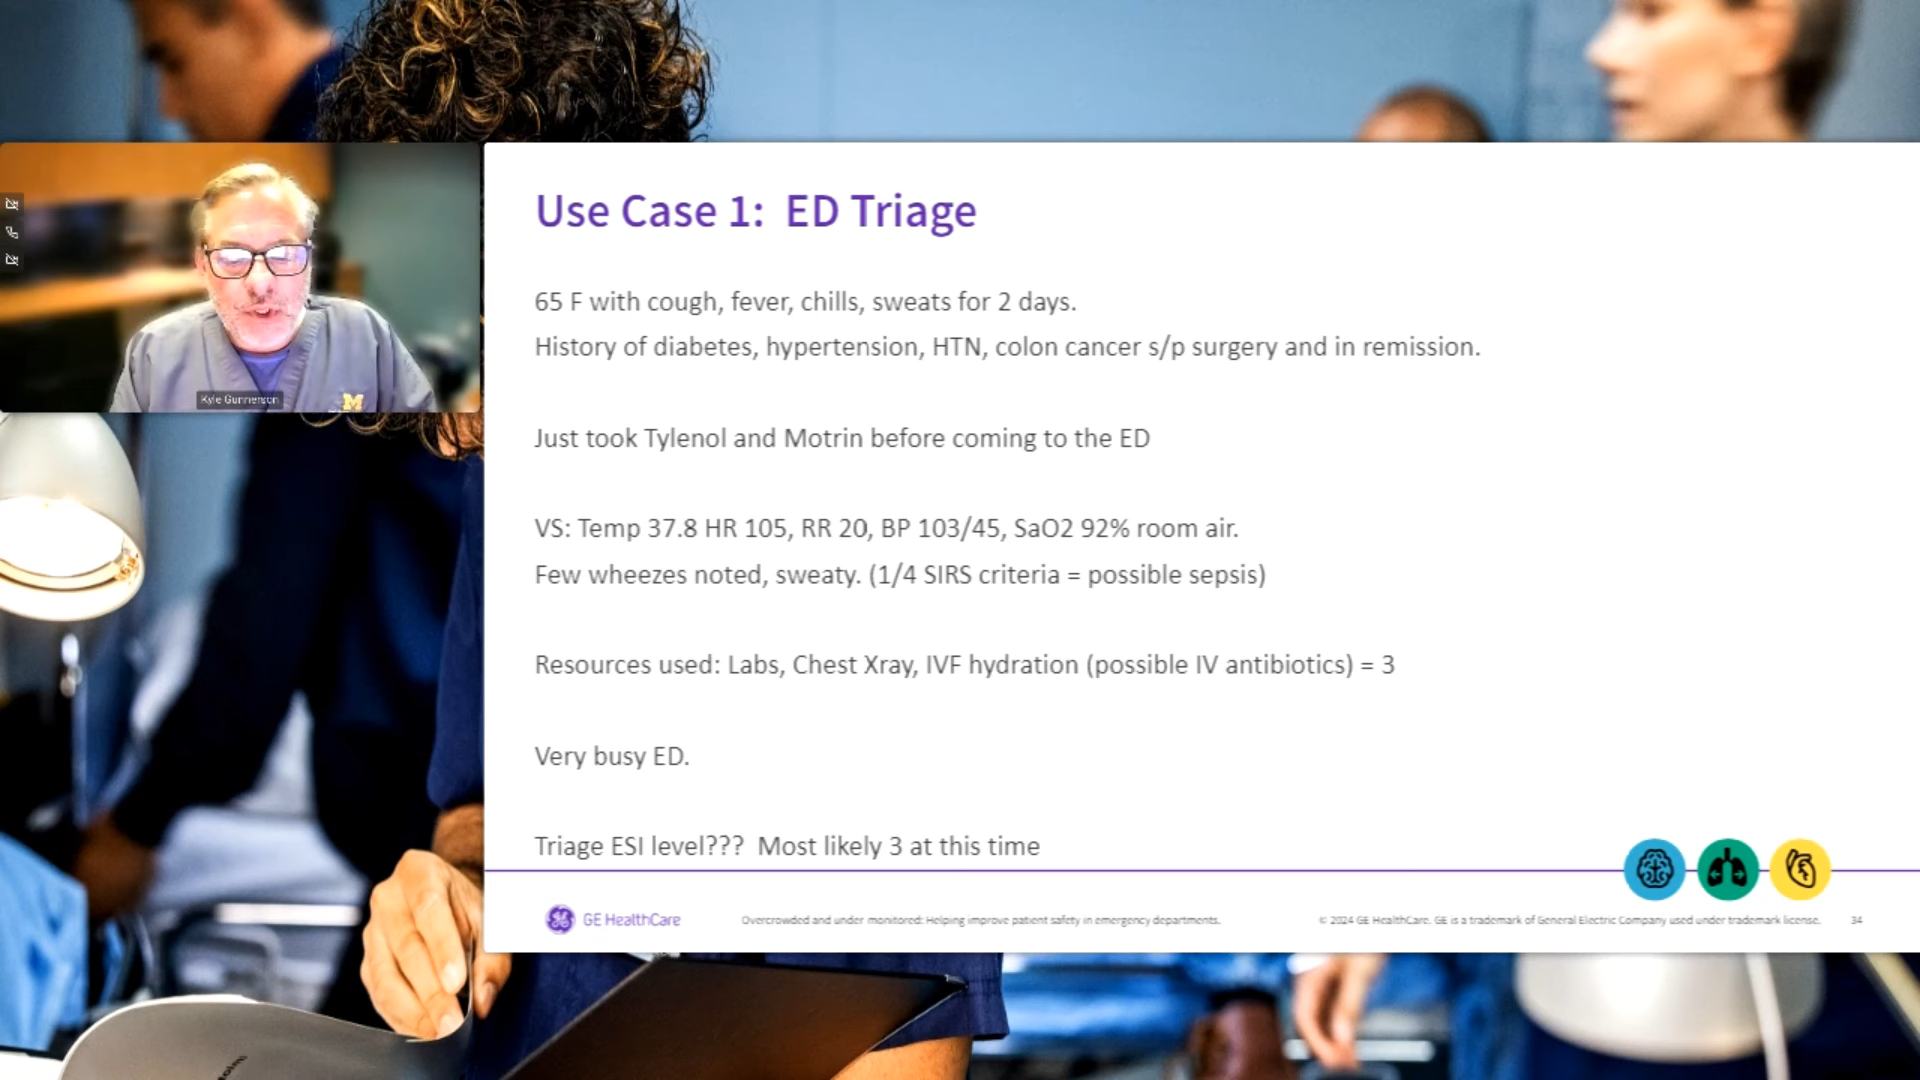 Use Case 1:  ED Triage
65 F with cough, fever, chills, sweats for 2 days.
History of diabetes, hypertension, HTN, colon cancer s/p surgery and in remission.
Just took Tylenol and Motrin before coming to the ED
VS: Temp 37.8 HR 105, RR 20, BP 103/45, SaO2 92% room air.
Few wheezes noted, sweaty. (1/4 SIRS criteria = possible sepsis)
Resources used: Labs, Chest Xray, IVF hydration (possible IV antibiotics) = 3
Very busy ED.
Triage ESI level???  Most likely 3 at this time
Kyle Gunnerson
M
GE HealthCare
Overcrowded and under monitored: Helping improve patient safety in emergency departments.
© 2024 GE HealthCare. GE is a trademark of General Electric Company used under trademark license.
34